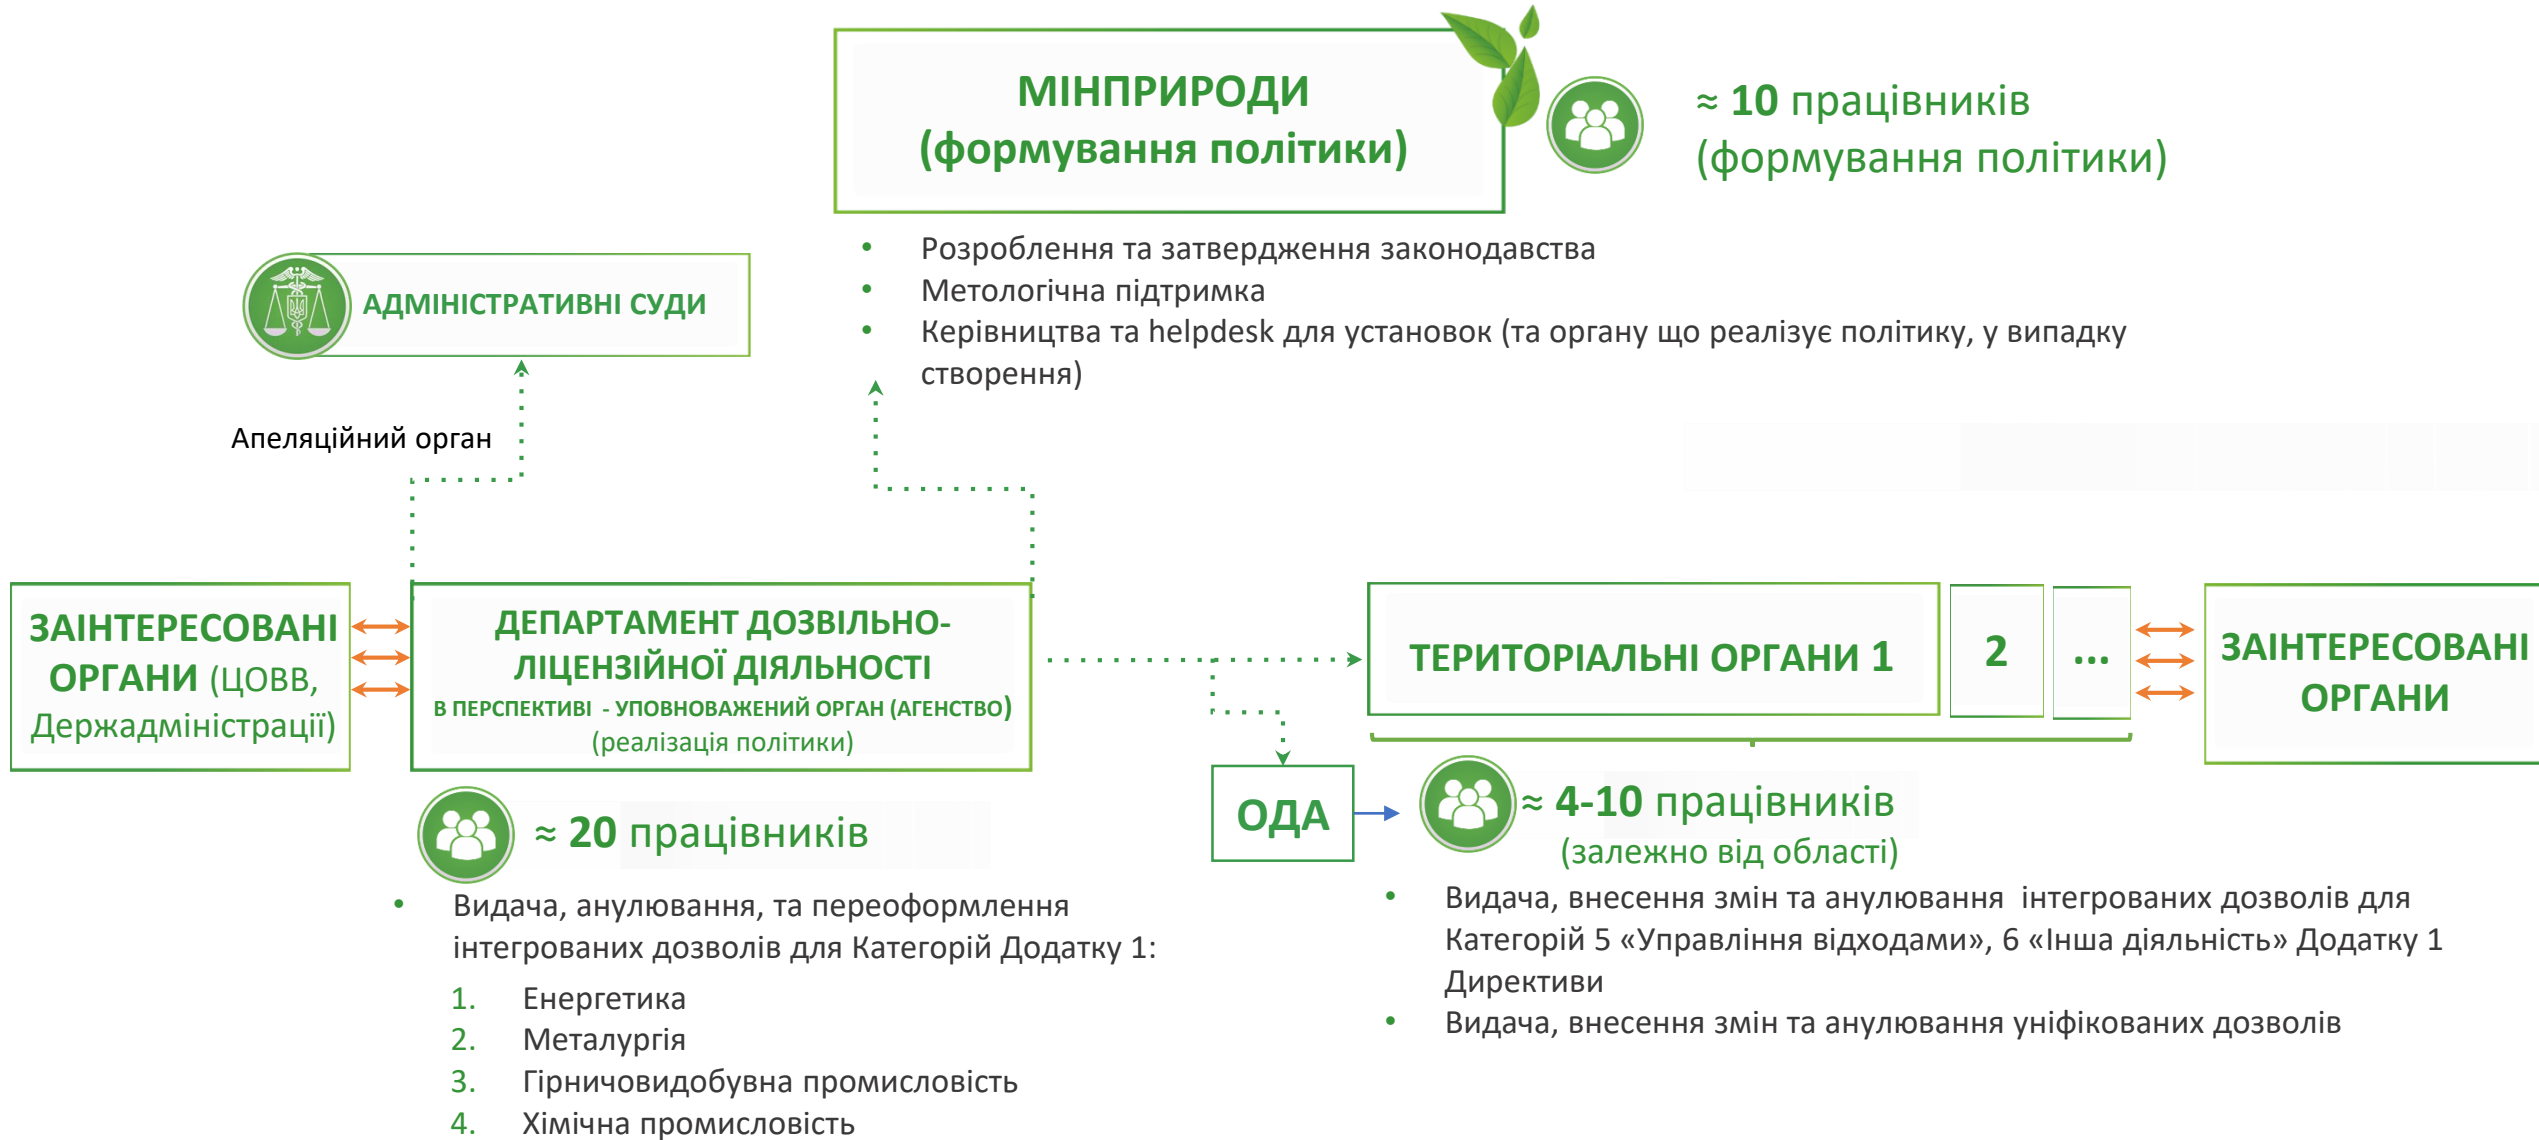 МІНПРИРОДИ
(формування політики)
≈ 10 працівників
(формування політики)
• Розроблення та затвердження законодавства
• Метологічна підтримка
• Керівництва та helpdesk для установок (та органу що реалізує політику, у випадку
створення)
АДМІНІСТРАТИВНІ СУДИ
Апеляційний орган
ЗАІНТЕРЕСОВАНІ
ОРГАНИ (ЦОВВ,
Держадміністрації)
ДЕПАРТАМЕНТ ДОЗВІЛЬНО-
ЛІЦЕНЗІЙНОЇ ДІЯЛЬНОСТІ
В ПЕРСПЕКТИВІ - УПОВНОВАЖЕНИЙ ОРГАН (АГЕНСТВО)
(реалізація політики)
ТЕРИТОРІАЛЬНІ ОРГАНИ 1
2
...
ЗАІНТЕРЕСОВАНІ
ОРГАНИ
≈ 20 працівників
• Видача, анулювання, та переоформлення
інтегрованих дозволів для Категорій Додатку 1:
1. Енергетика
2. Металургія
3. Гірничовидобувна промисловість
4. Хімічна промисловість
ОДА
≈ 4-10 працівників
(залежно від області)
• Видача, внесення змін та анулювання інтегрованих дозволів для
Категорій 5 «Управління відходами», 6 «Інша діяльність» Додатку 1
Директиви
• Видача, внесення змін та анулювання уніфікованих дозволів